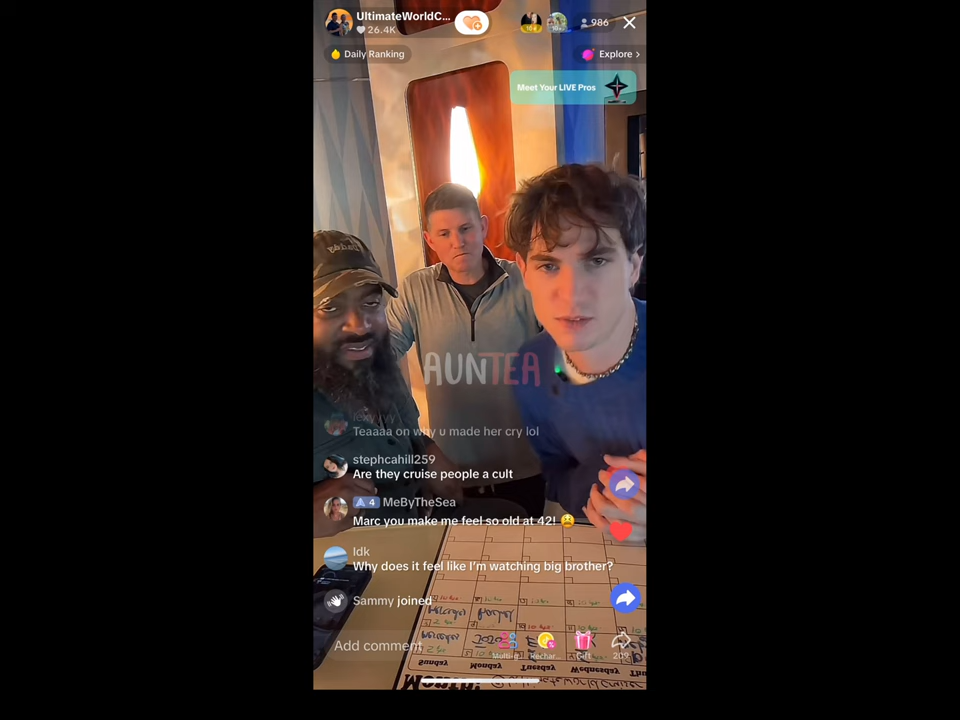 UltimateWorldC...
26.4K
986
Daily Ranking
Explore >
Meet Your LIVE Pros
AUNTEA
Teaaaa on why u made her cry lol
stephcahill259
Are they cruise people a cult
4 MeByTheSea
Marc you make me feel so old at 42! 😫
Idk
Why does it feel like I'm watching big brother?
Sammy joined
Add comment
Gift
Sunday
Monday
Tuesday
Wednesday